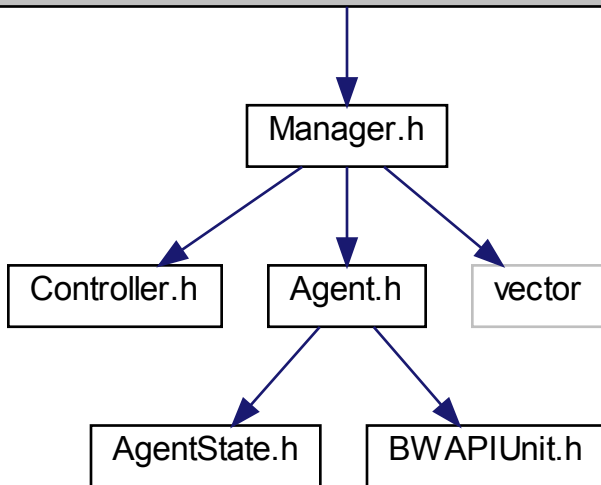 Manager.h
Controller.h
Agent.h
vector
AgentState.h
BWAPIUnit.h